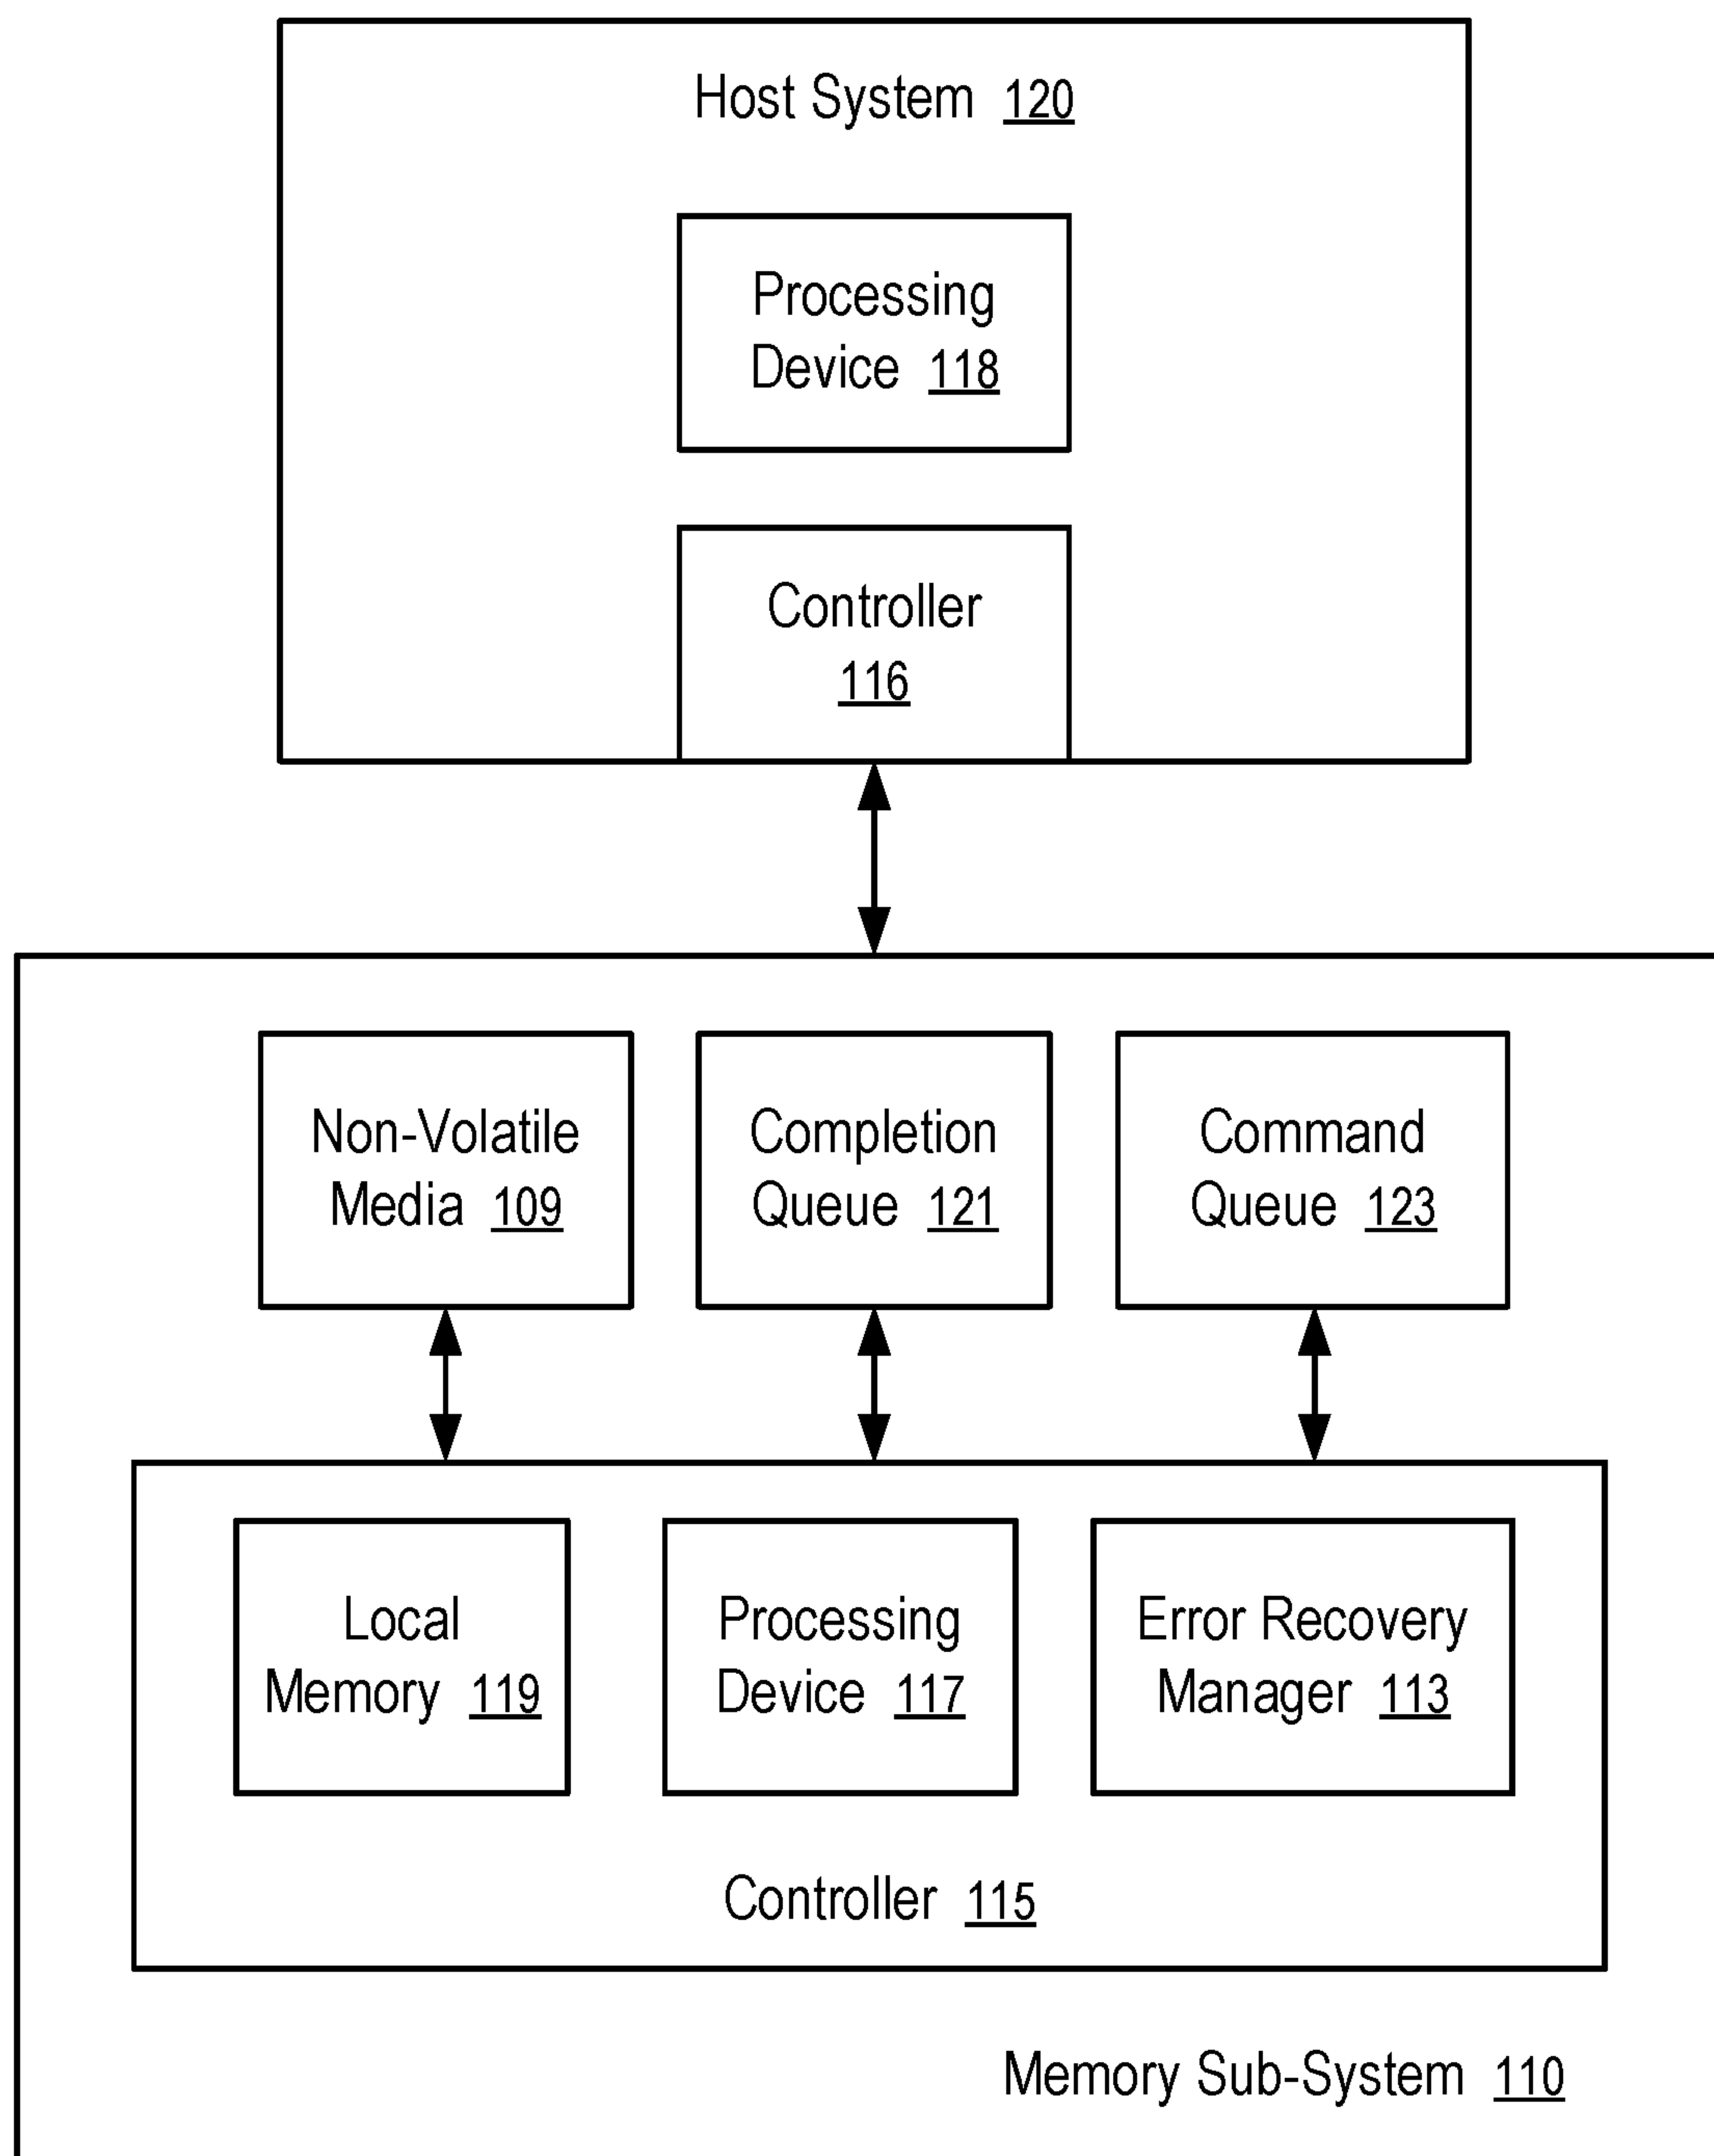 Host System 120
Processing
Device 118
Controller
116
Non-Volatile
Media 109
Completion
Queue 121
Command
Queue 123
Local
Memory 119
Processing
Device 117
Error Recovery
Manager 113
Controller 115
Memory Sub-System 110